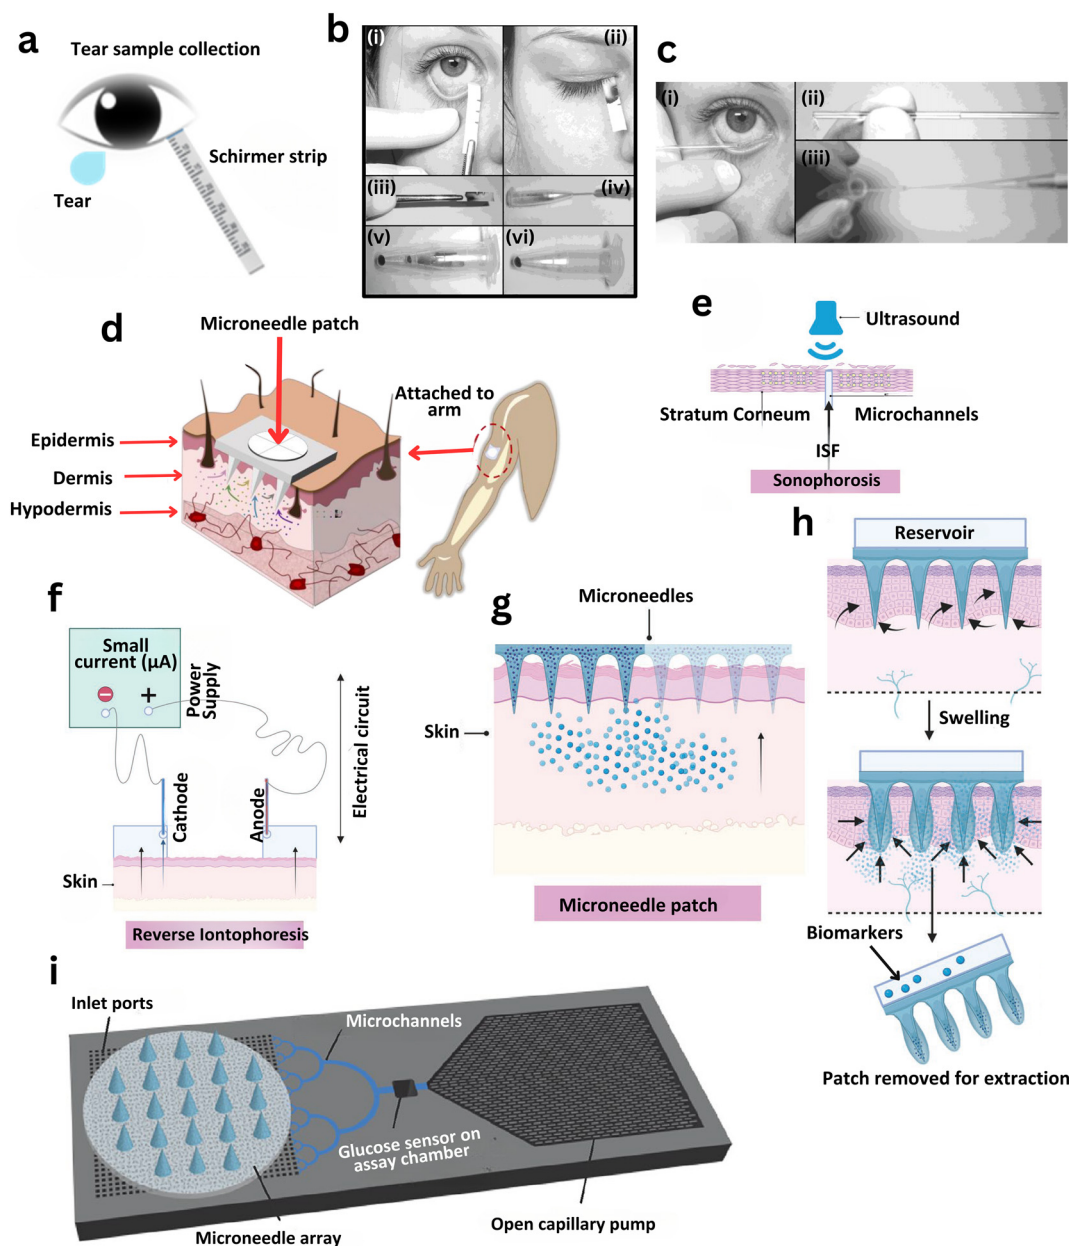 a
Tear sample collection
Schirmer strip
Tear
b
(i)
(ii)
(iii)
(iv)
(v)
(vi)
c
(i)
(ii)
(iii)
d
Microneedle patch
Attached to
arm
Epidermis
Dermis
Hypodermis
e
Ultrasound
Stratum Corneum
Microchannels
ISF
Sonophorosis
f
Small
current (μA)
Power
Supply
Cathode
Anode
Electrical circuit
Skin
Reverse Iontophoresis
g
Microneedles
Skin
Microneedle patch
h
Reservoir
Swelling
Biomarkers
Patch removed for extraction
i
Inlet ports
Microchannels
Glucose sensor on
assay chamber
Microneedle array
Open capillary pump